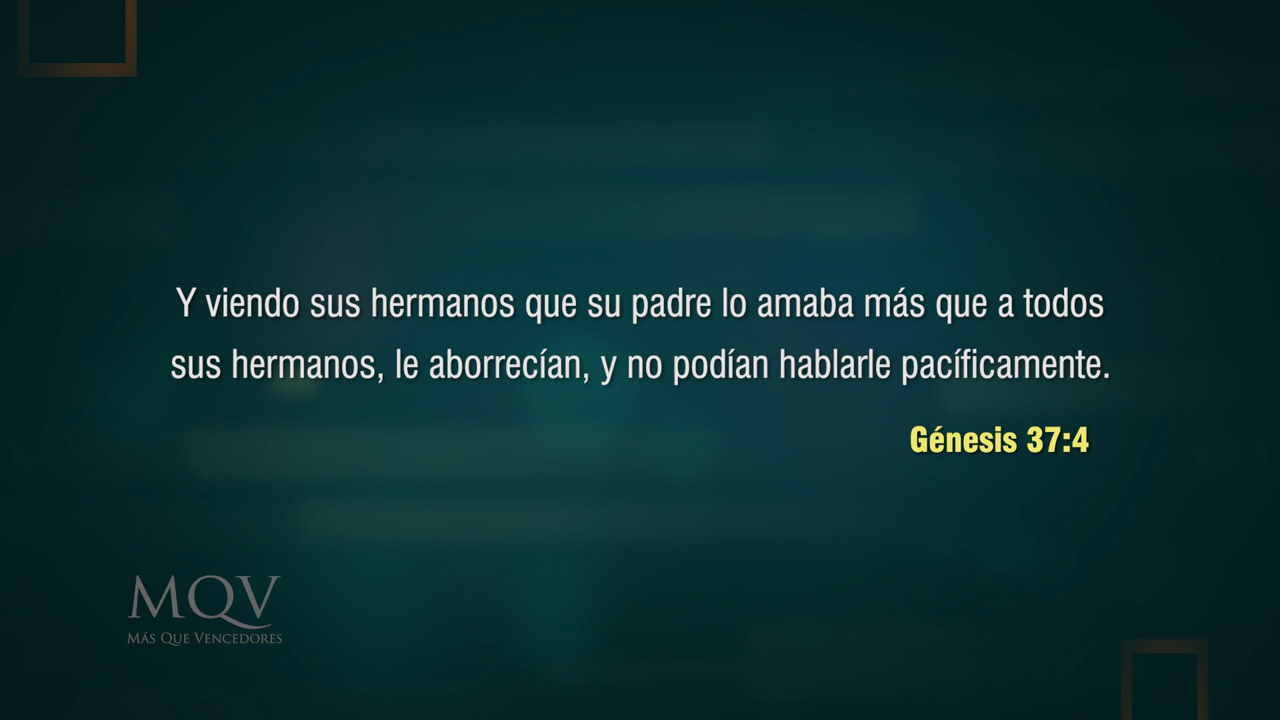 Y viendo sus hermanos que su padre lo amaba más que a todos
sus hermanos, le aborrecían, y no podían hablarle pacíficamente.
Génesis 37:4
MQV
MÁS QUE VENCEDORES